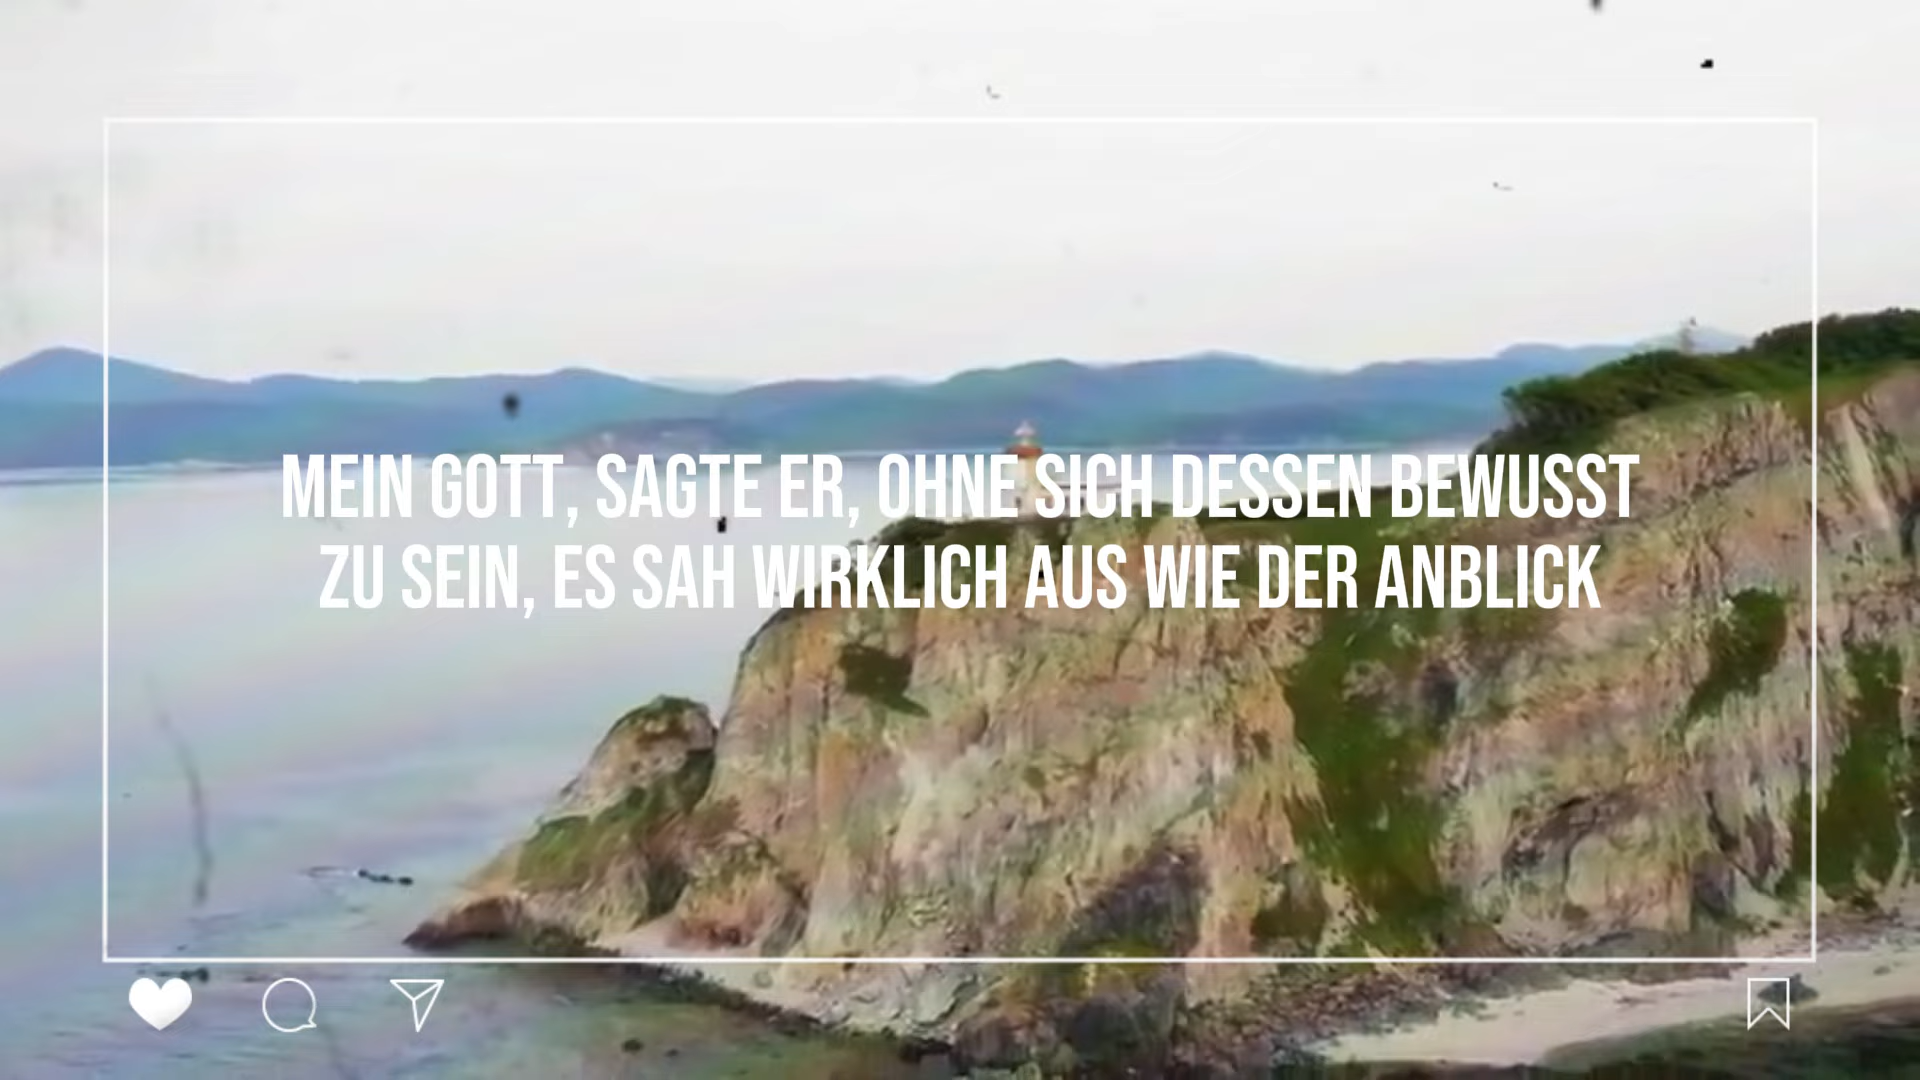 MEIN GOTT, SAGTE ER, OHNE SICH DESSEN BEWUSST
ZU SEIN, ES SAH WIRKLICH AUS WIE DER ANBLICK